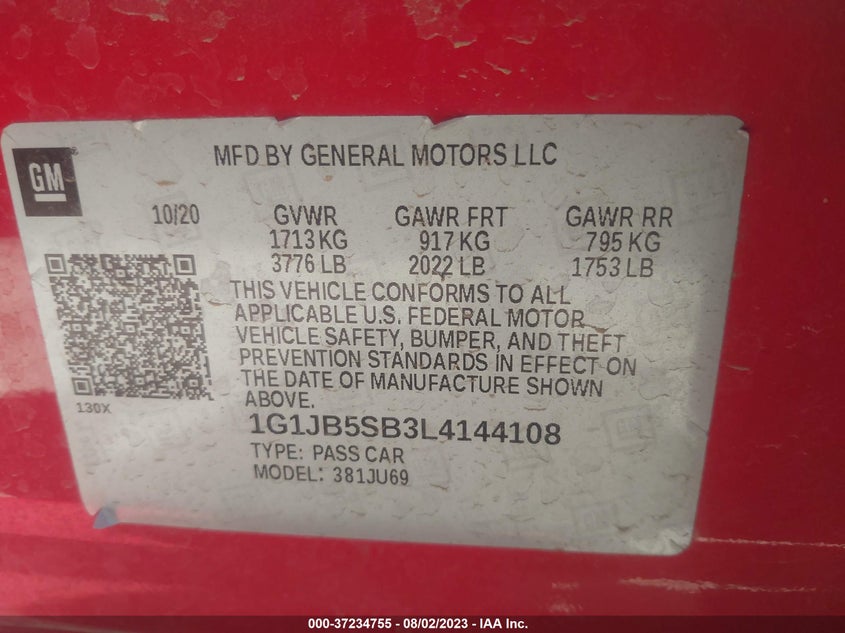 MFD BY GENERAL MOTORS LLC
GM
10/20 GVWR GAWR FRT GAWR RR
1713 KG 917 KG 795 KG
3776 LB 2022 LB 1753 LB
THIS VEHICLE CONFORMS TO ALL
APPLICABLE U.S. FEDERAL MOTOR
VEHICLE SAFETY, BUMPER, AND THEFT
PREVENTION STANDARDS IN EFFECT ON
THE DATE OF MANUFACTURE SHOWN
ABOVE.
130X
1G1JB5SB3L4144108
TYPE: PASS CAR
MODEL: 381JU69
000-37234755 - 08/02/2023 - IAA Inc.